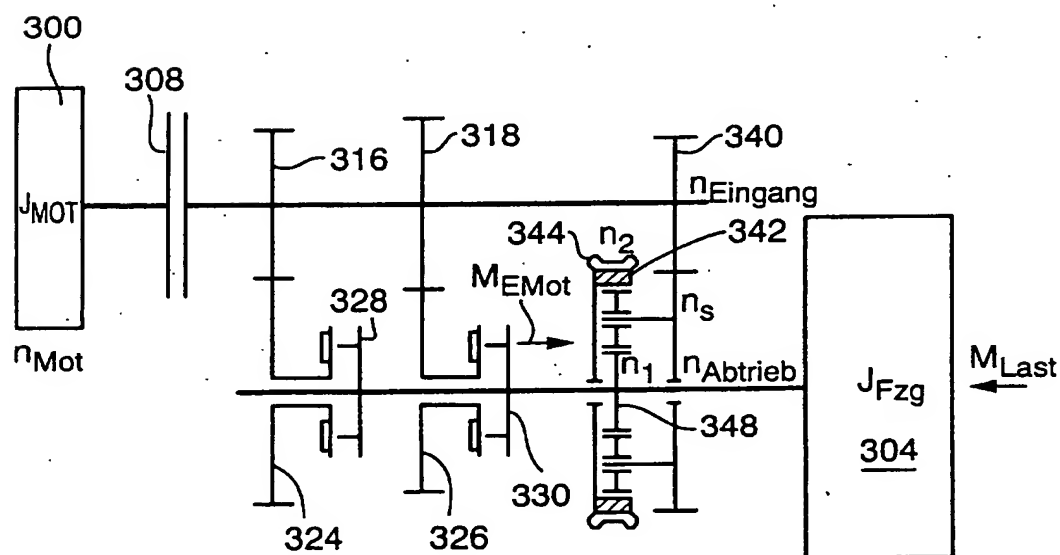 300
308
316
318
340
J_MOT
n_Eingang
344
n_2
342
M_EMot
328
n_s
n_Mot
n_1
n_Abtrieb
M_Last
J_Fzg
348
304
330
324
326